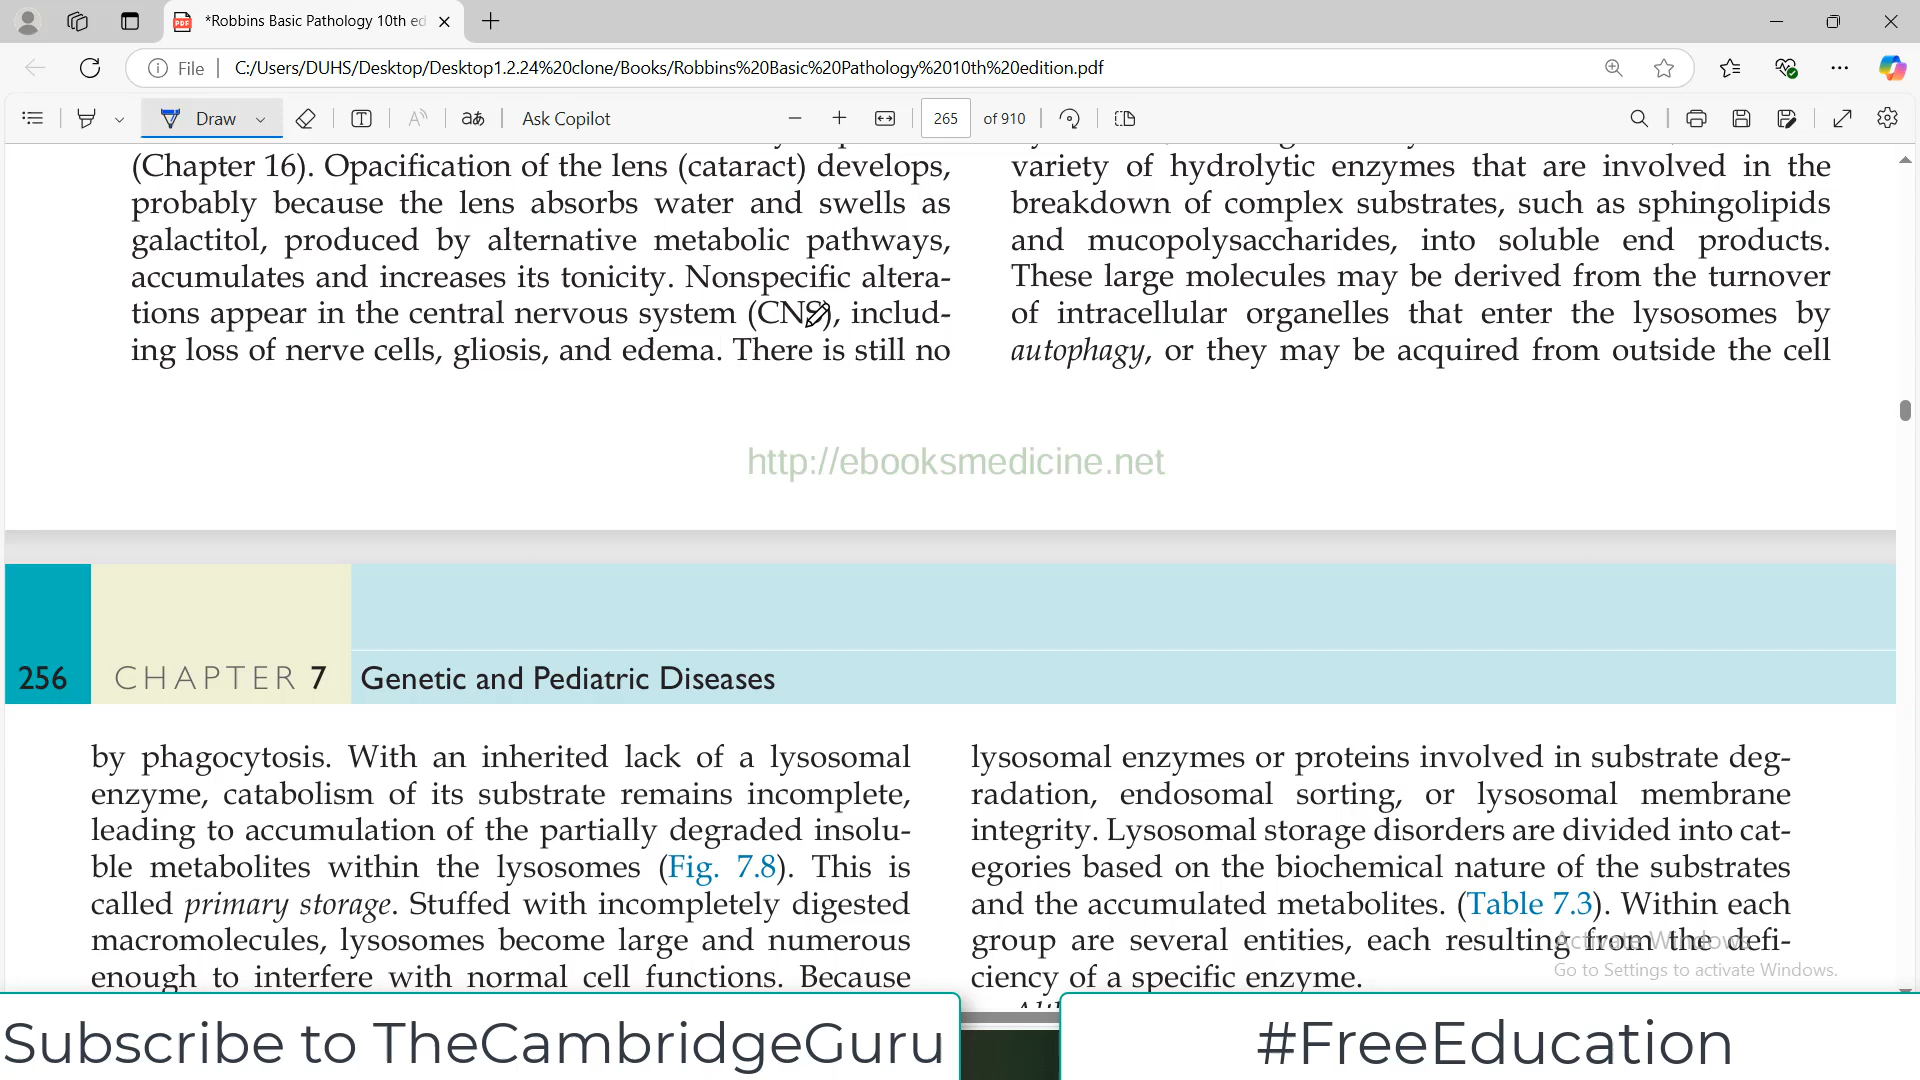 *Robbins Basic Pathology 10th ed
File
C:/Users/DUHS/Desktop/Desktop1.2.24%20clone/Books/Robbins%20Basic%20Pathology%2010th%20edition.pdf
Draw
Ask Copilot
265 of 910
(Chapter 16). Opacification of the lens (cataract) develops,
probably because the lens absorbs water and swells as
galactitol, produced by alternative metabolic pathways,
accumulates and increases its tonicity. Nonspecific altera-
tions appear in the central nervous system (CNS), includ-
ing loss of nerve cells, gliosis, and edema. There is still no
variety of hydrolytic enzymes that are involved in the
breakdown of complex substrates, such as sphingolipids
and mucopolysaccharides, into soluble end products.
These large molecules may be derived from the turnover
of intracellular organelles that enter the lysosomes by
autophagy, or they may be acquired from outside the cell
http://ebooksmedicine.net
256 CHAPTER 7 Genetic and Pediatric Diseases
by phagocytosis. With an inherited lack of a lysosomal
enzyme, catabolism of its substrate remains incomplete,
leading to accumulation of the partially degraded insolu-
ble metabolites within the lysosomes (Fig. 7.8). This is
called primary storage. Stuffed with incompletely digested
macromolecules, lysosomes become large and numerous
enough to interfere with normal cell functions. Because
lysosomal enzymes or proteins involved in substrate deg-
radation, endosomal sorting, or lysosomal membrane
integrity. Lysosomal storage disorders are divided into cat-
egories based on the biochemical nature of the substrates
and the accumulated metabolites. (Table 7.3). Within each
group are several entities, each resulting from the defi-
ciency of a specific enzyme.
Activate Windows
Go to Settings to activate Windows.
Subscribe to TheCambridgeGuru
#FreeEducation